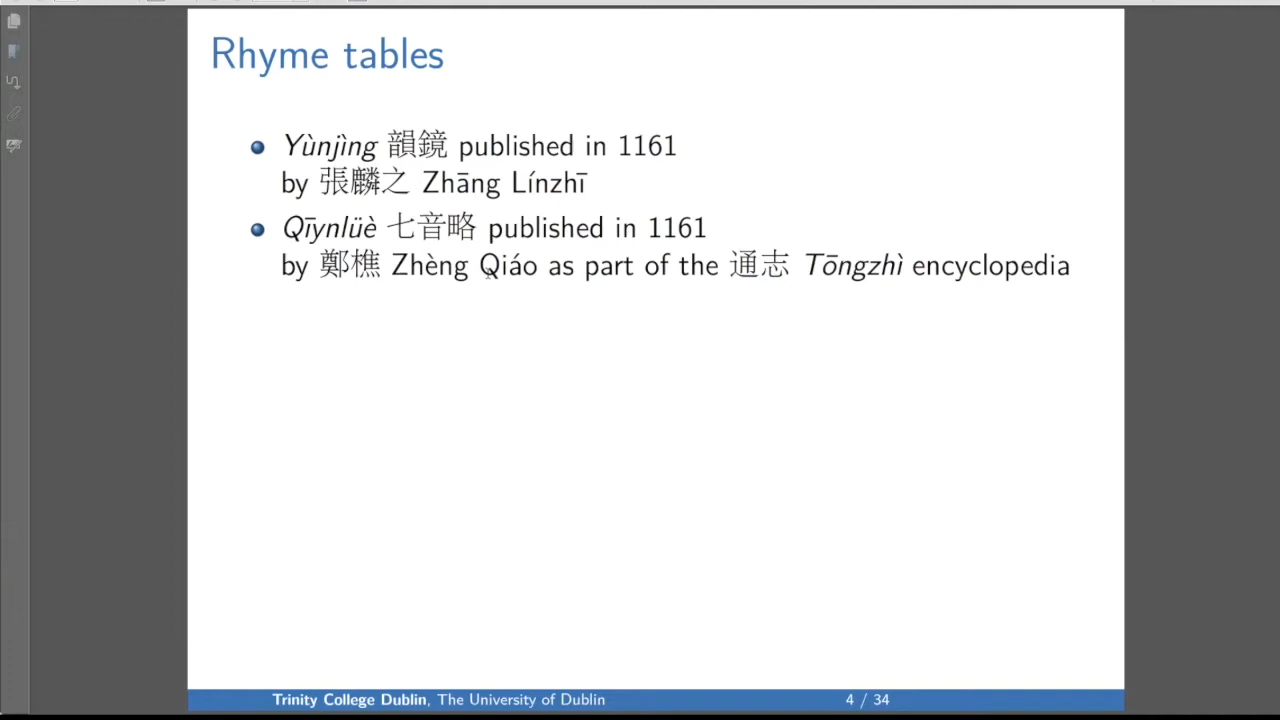 Rhyme tables
Yùnjìng 韻鏡 published in 1161
by 張麟之 Zhāng Línzhī
Qīynlüè 七音略 published in 1161
by 鄭樵 Zhèng Qiáo as part of the 通志 Tōngzhì encyclopedia
Trinity College Dublin, The University of Dublin
4 / 34